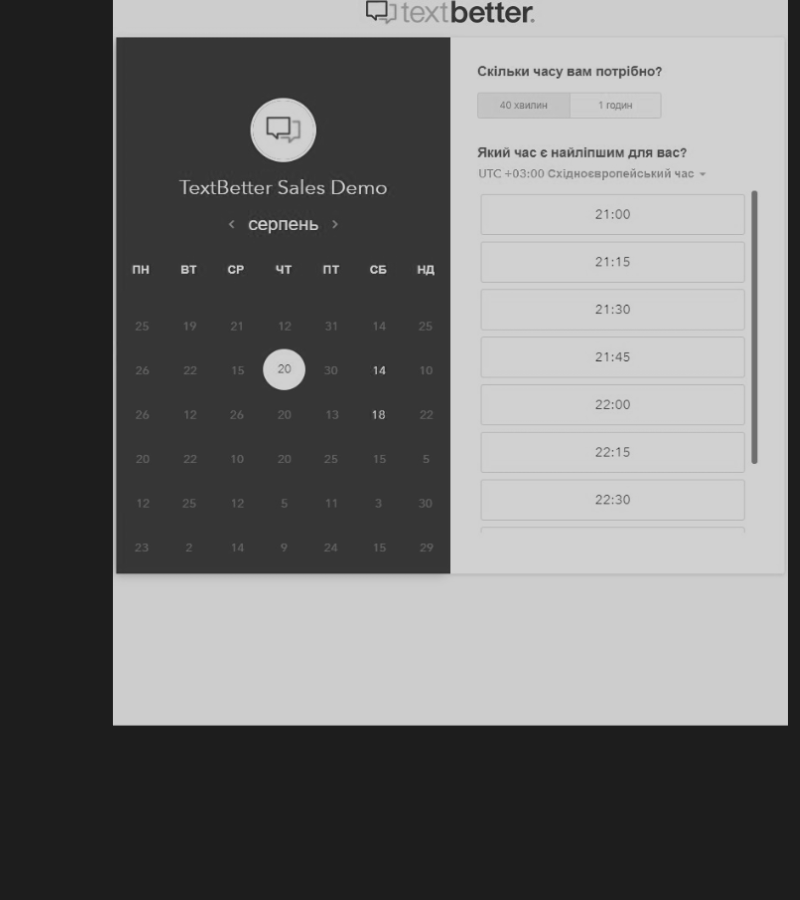 textbetter.
TextBetter Sales Demo
< серпень >
ПН ВТ СР ЧТ ПТ СБ НД
25 19 21 12 31 14 25
26 22 15 20 30 14 10
26 12 26 20 13 18 22
20 22 10 20 25 15 5
12 25 12 5 11 3 30
23 2 14 9 24 15 29
Скільки часу вам потрібно?
40 хвилин 1 годин
Який час є найліпшим для вас?
UTC +03:00 Східноєвропейський час
21:00
21:15
21:30
21:45
22:00
22:15
22:30